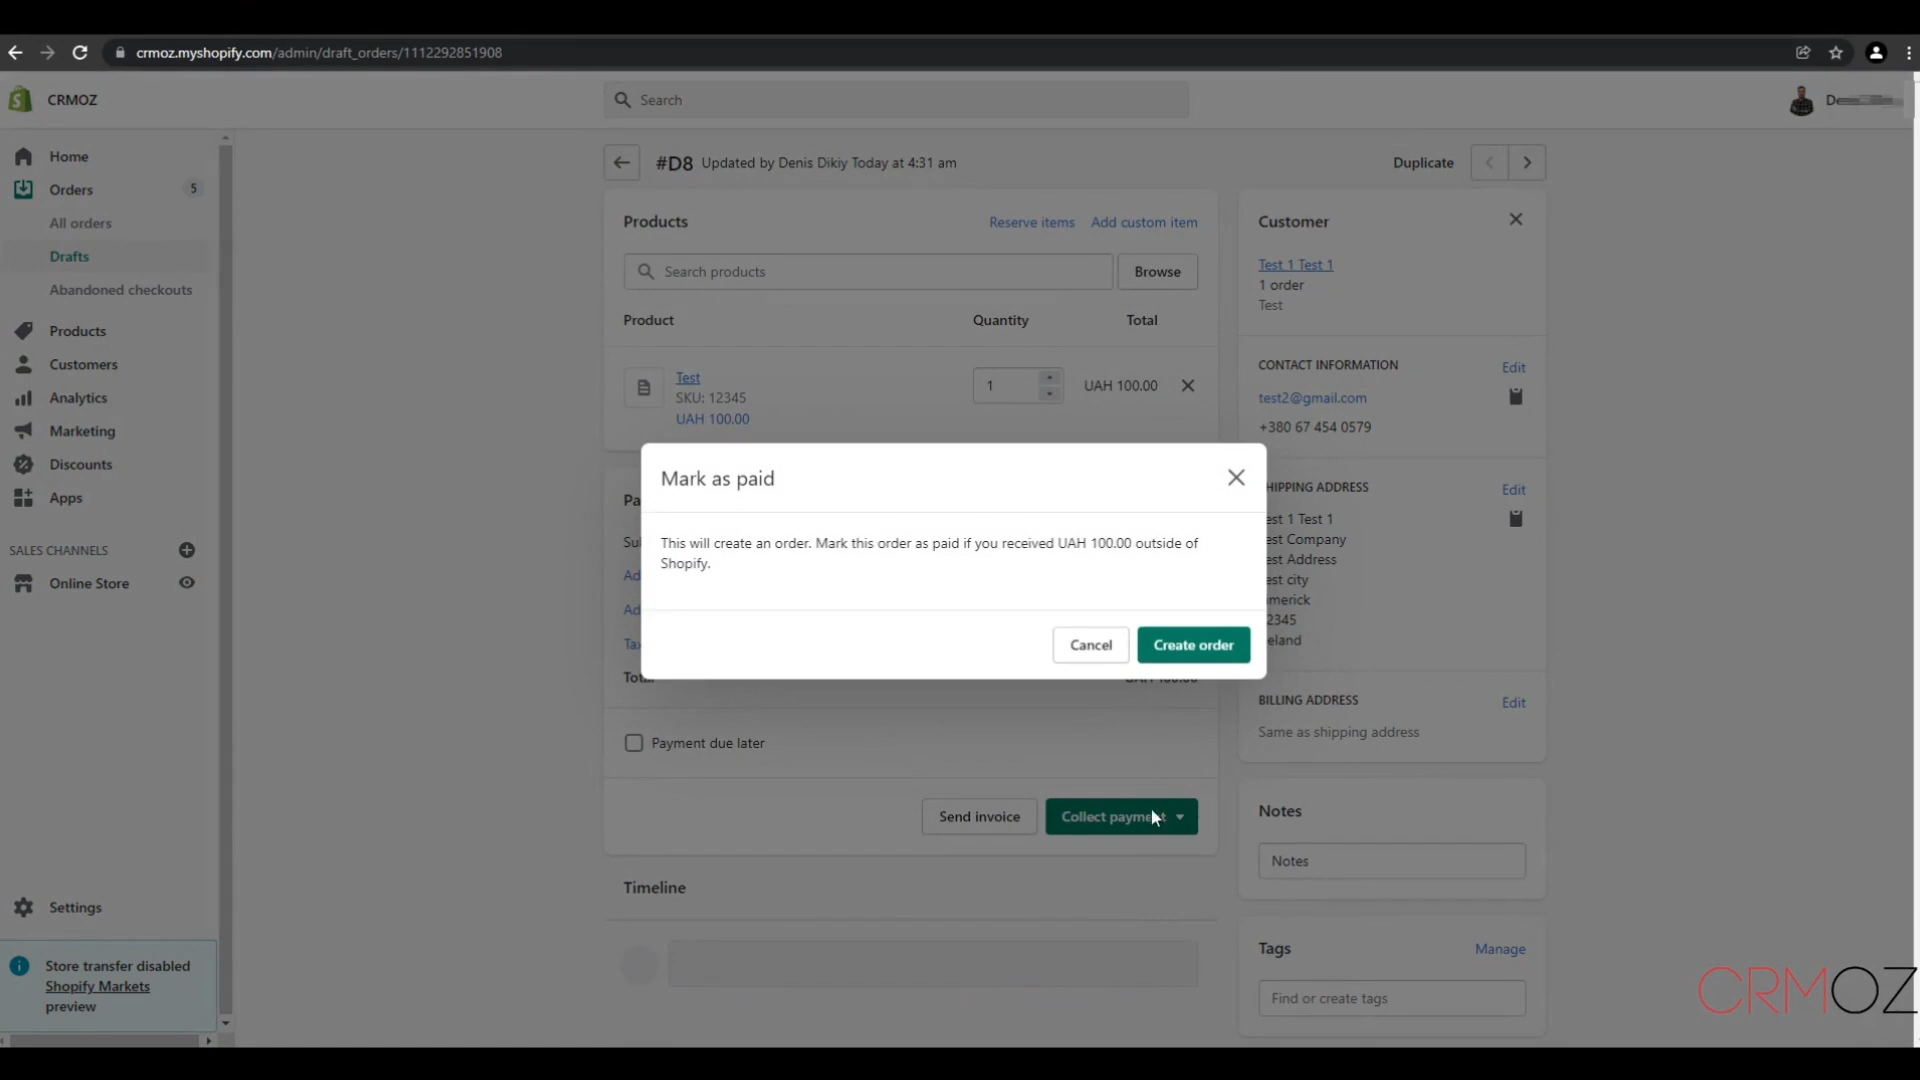 crmoz.myshopify.com/admin/draft_orders/1112292851908
CRMOZ
Search
Home
Orders
5
All orders
Drafts
Abandoned checkouts
Products
Customers
Analytics
Marketing
Discounts
Apps
SALES CHANNELS
Online Store
Settings
Store transfer disabled
Shopify Markets
preview
#D8 Updated by Denis Dikiy Today at 4:31 am
Duplicate
Products
Reserve items
Add custom item
Search products
Browse
Product
Quantity
Total
Test
SKU: 12345
UAH 100.00
1
UAH 100.00
Mark as paid
This will create an order. Mark this order as paid if you received UAH 100.00 outside of
Shopify.
Cancel
Create order
Payment due later
Send invoice
Collect payment
Timeline
Customer
Test 1 Test 1
1 order
Test
CONTACT INFORMATION
Edit
test2@gmail.com
+380 67 454 0579
HIPPING ADDRESS
Edit
est 1 Test 1
est Company
est Address
est city
merick
2345
eland
BILLING ADDRESS
Edit
Same as shipping address
Notes
Notes
Tags
Manage
Find or create tags
CRMOZ